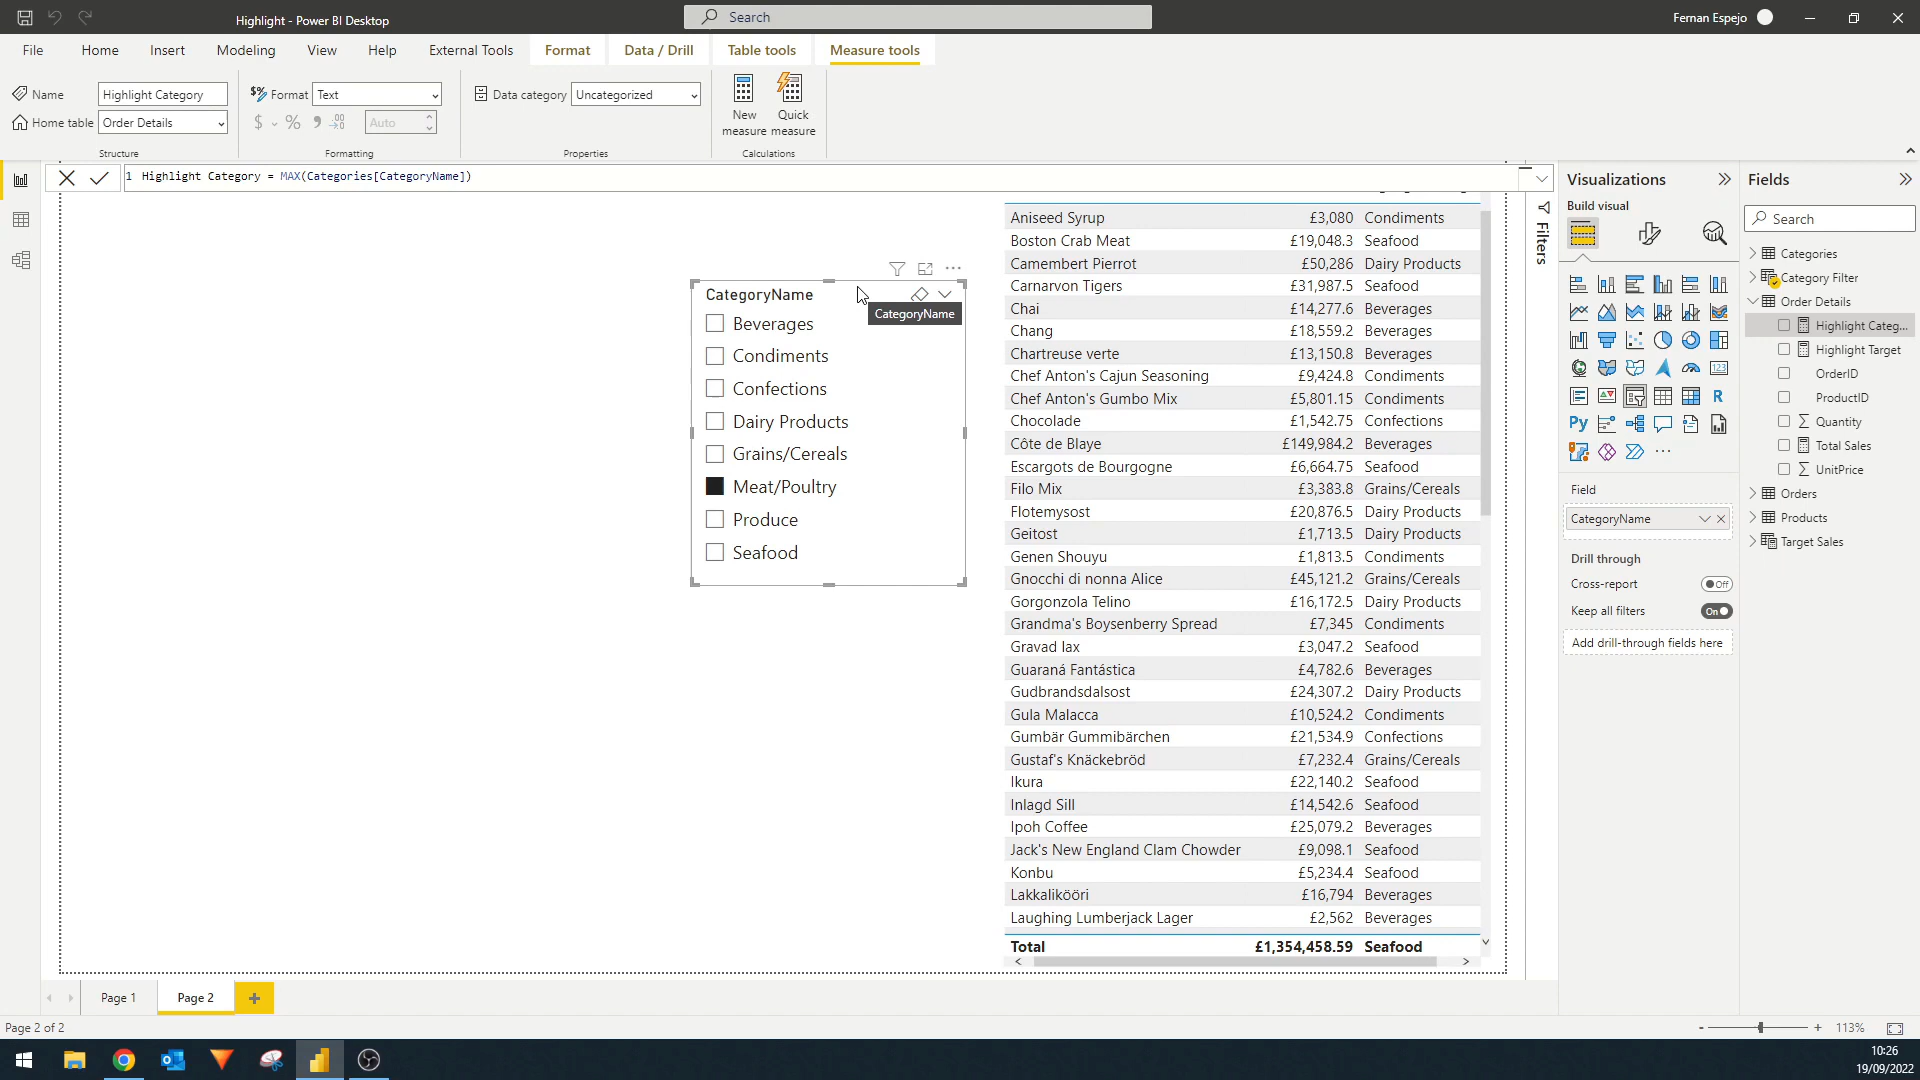 Highlight - Power BI Desktop
Search
Fernan Espejo
File Home Insert Modeling View Help External Tools Format Data / Drill Table tools Measure tools
Name Highlight Category
Home table Order Details
Structure
$% Format Text
$ % 9 .00 Auto
Formatting
Data category Uncategorized
Properties
New measure
Quick measure
Calculations
1 Highlight Category = MAX(Categories[CategoryName])
CategoryName
CategoryName
Beverages
Condiments
Confections
Dairy Products
Grains/Cereals
Meat/Poultry
Produce
Seafood
Aniseed Syrup £3,080 Condiments
Boston Crab Meat £19,048.3 Seafood
Camembert Pierrot £50,286 Dairy Products
Carnarvon Tigers £31,987.5 Seafood
Chai £14,277.6 Beverages
Chang £18,559.2 Beverages
Chartreuse verte £13,150.8 Beverages
Chef Anton's Cajun Seasoning £9,424.8 Condiments
Chef Anton's Gumbo Mix £5,801.15 Condiments
Chocolade £1,542.75 Confections
Côte de Blaye £149,984.2 Beverages
Escargots de Bourgogne £6,664.75 Seafood
Filo Mix £3,383.8 Grains/Cereals
Flotemysost £20,876.5 Dairy Products
Geitost £1,713.5 Dairy Products
Genen Shouyu £1,813.5 Condiments
Gnocchi di nonna Alice £45,121.2 Grains/Cereals
Gorgonzola Telino £16,172.5 Dairy Products
Grandma's Boysenberry Spread £7,345 Condiments
Gravad lax £3,047.2 Seafood
Guaraná Fantástica £4,782.6 Beverages
Gudbrandsdalsost £24,307.2 Dairy Products
Gula Malacca £10,524.2 Condiments
Gumbär Gummibärchen £21,534.9 Confections
Gustaf's Knäckebröd £7,232.4 Grains/Cereals
Ikura £22,140.2 Seafood
Inlagd Sill £14,542.6 Seafood
Ipoh Coffee £25,079.2 Beverages
Jack's New England Clam Chowder £9,098.1 Seafood
Konbu £5,234.4 Seafood
Lakkalikööri £16,794 Beverages
Laughing Lumberjack Lager £2,562 Beverages
Total £1,354,458.59 Seafood
Filters
Visualizations
Build visual
123
R
Py
Field
CategoryName
Drill through
Cross-report Off
Keep all filters On
Add drill-through fields here
Fields
Search
Categories
Category Filter
Order Details
Highlight Categ...
Highlight Target
OrderID
ProductID
Quantity
Total Sales
UnitPrice
Orders
Products
Target Sales
Page 1 Page 2 +
Page 2 of 2
- + 113%
10:26
19/09/2022